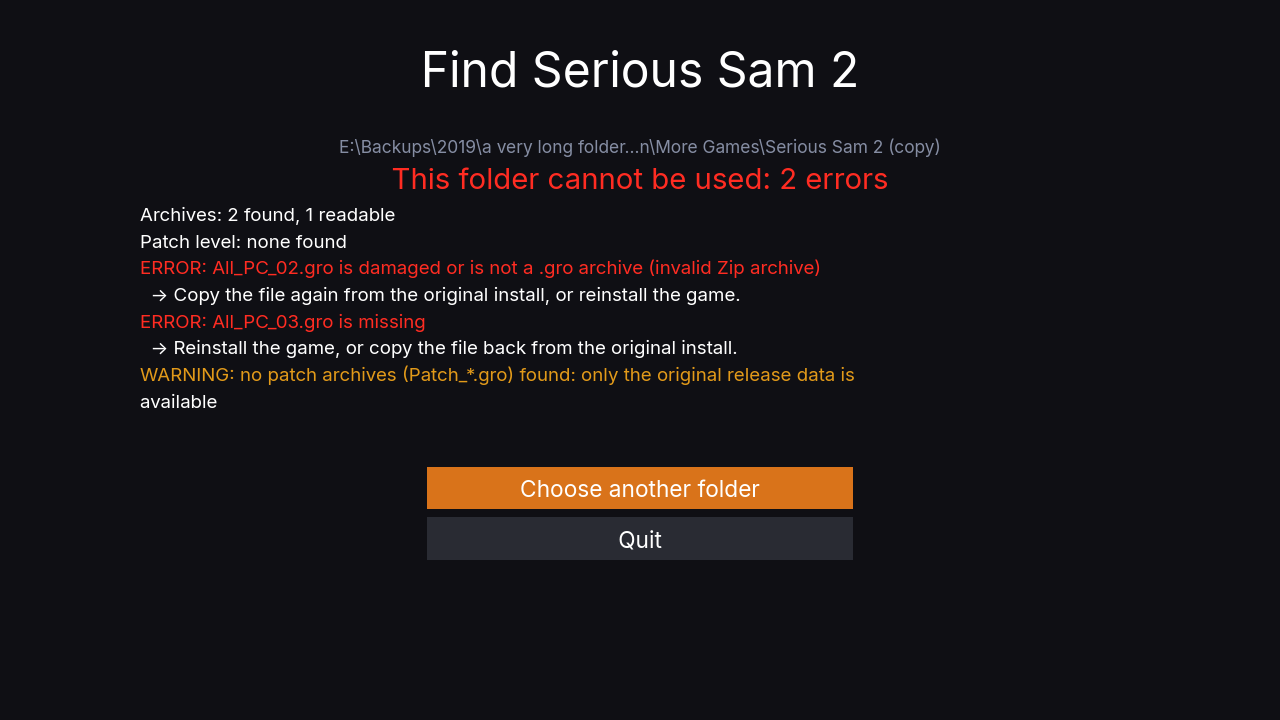 Find Serious Sam 2
E:\Backups\2019\a very long folder...n\More Games\Serious Sam 2 (copy)
This folder cannot be used: 2 errors
Archives: 2 found, 1 readable
Patch level: none found
ERROR: All_PC_02.gro is damaged or is not a .gro archive (invalid Zip archive)
→ Copy the file again from the original install, or reinstall the game.
ERROR: All_PC_03.gro is missing
→ Reinstall the game, or copy the file back from the original install.
WARNING: no patch archives (Patch_*.gro) found: only the original release data is
available
Choose another folder
Quit